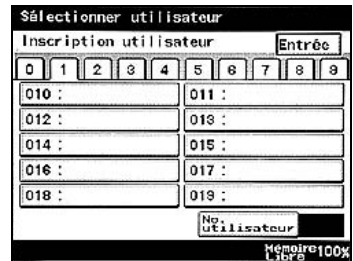 Sélectionner utilisateur
Inscription utilisateur
Entrée
0 1 2 3 4 5 6 7 8 9
010 : 011 :
012 : 013 :
014 : 015 :
016 : 017 :
018 : 019 :
No.
utilisateur
Mémoire 100%
Libre